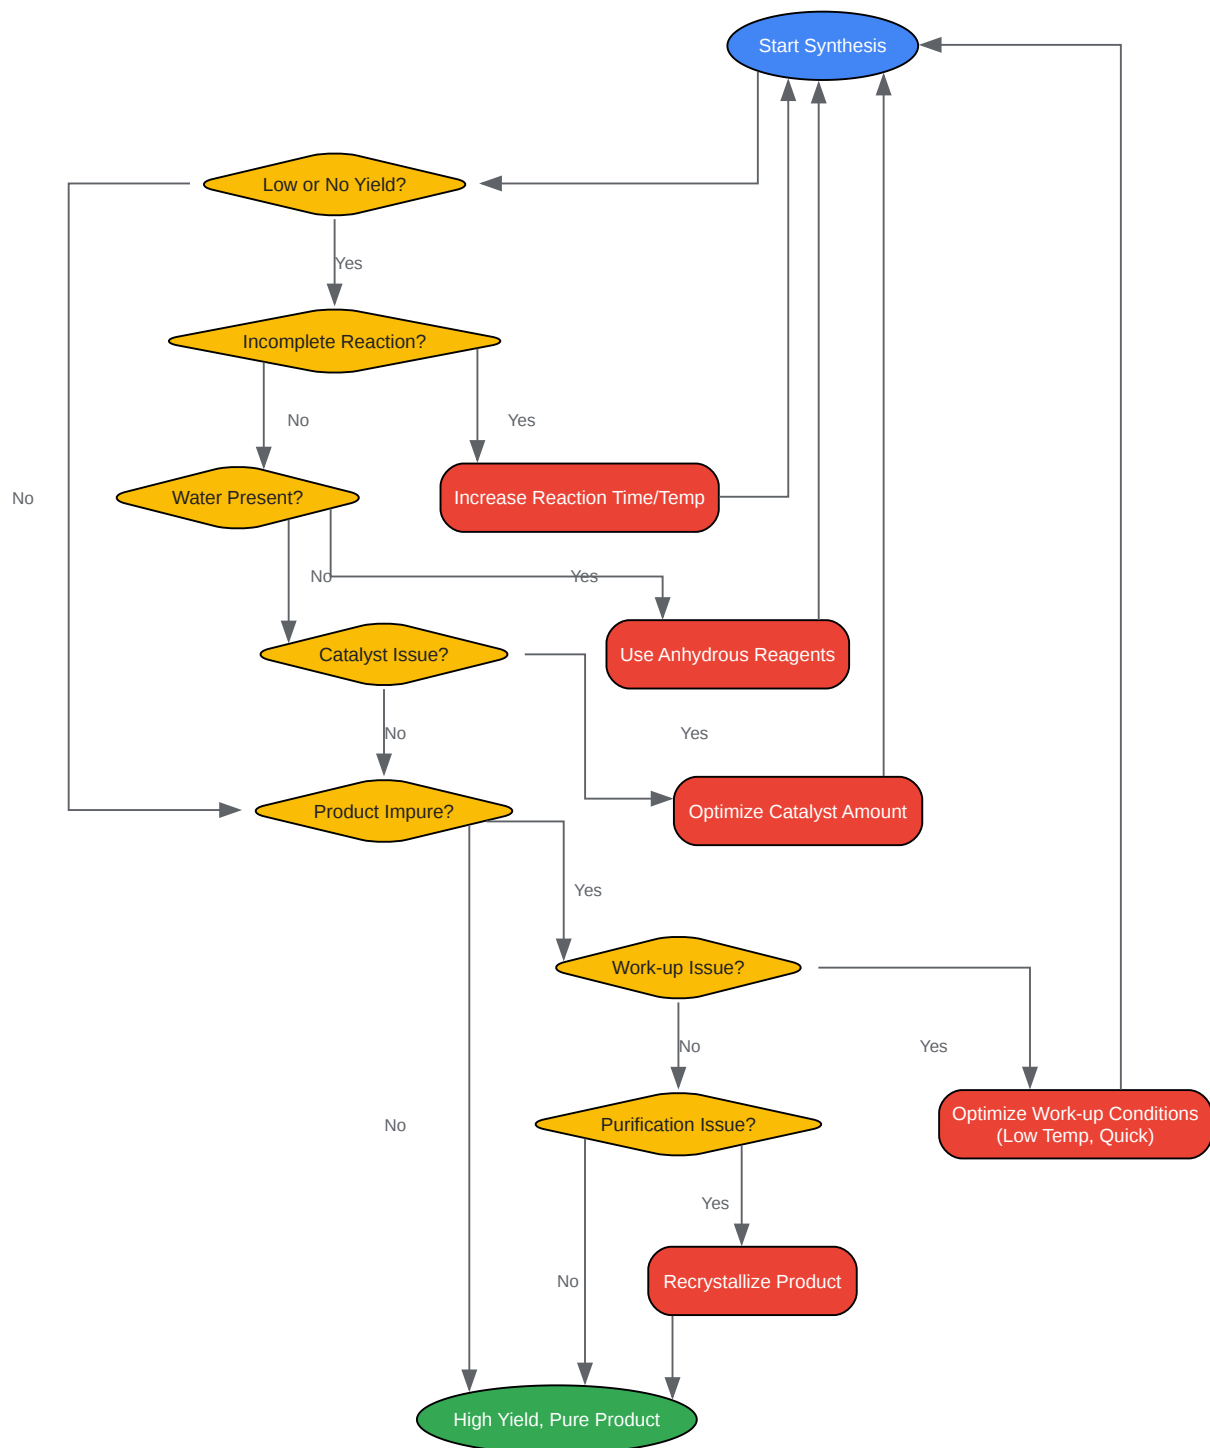 Start Synthesis
Low or No Yield?
Yes
Incomplete Reaction?
No
Yes
No
Water Present?
Increase Reaction Time/Temp
No
Yes
Catalyst Issue?
Use Anhydrous Reagents
No
Yes
Product Impure?
Optimize Catalyst Amount
Yes
Work-up Issue?
No
Yes
No
Purification Issue?
Optimize Work-up Conditions
(Low Temp, Quick)
Yes
No
Recrystallize Product
High Yield, Pure Product